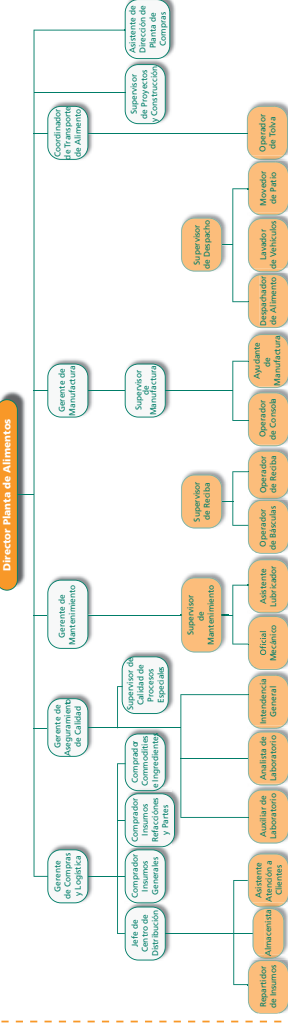 Director Planta de Alimentos
Gerente
de Compras
y Logística
Gerente de
Aseguramiento
de Calidad
Gerente de
Mantenimiento
Gerente de
Manufactura
Coordinador
de Transporte
de Alimento
Supervisor
de Proyectos
y Construcción
Asistente de
Dirección de
Planta de
Compras
Jefe de
Centro de
Distribución
Comprador
Insumos
Generales
Comprador
Insumos
Refacciónes
y Partes
Comprador
Commodities
e Ingredientes
Supervisor de
Calidad de
Procesos
Especiales
Supervisor
de
Manufactura
Supervisor
de
Mantenimiento
Supervisor
de Reciba
Supervisor
de Despacho
Repartidor
de Insumos
Almacenista
Asistente
Atención a
Clientes
Auxiliar de
Laboratorio
Analista de
Laboratorio
Intendencia
General
Oficial
Mecánico
Asistente
Lubricador
Operador
de Básculas
Operador
de Reciba
Operador
de Consola
Ayudante
de
Manufactura
Despachador
de Alimento
Lavador
de Vehículos
Movedor
de Patio
Operador
de Tolva